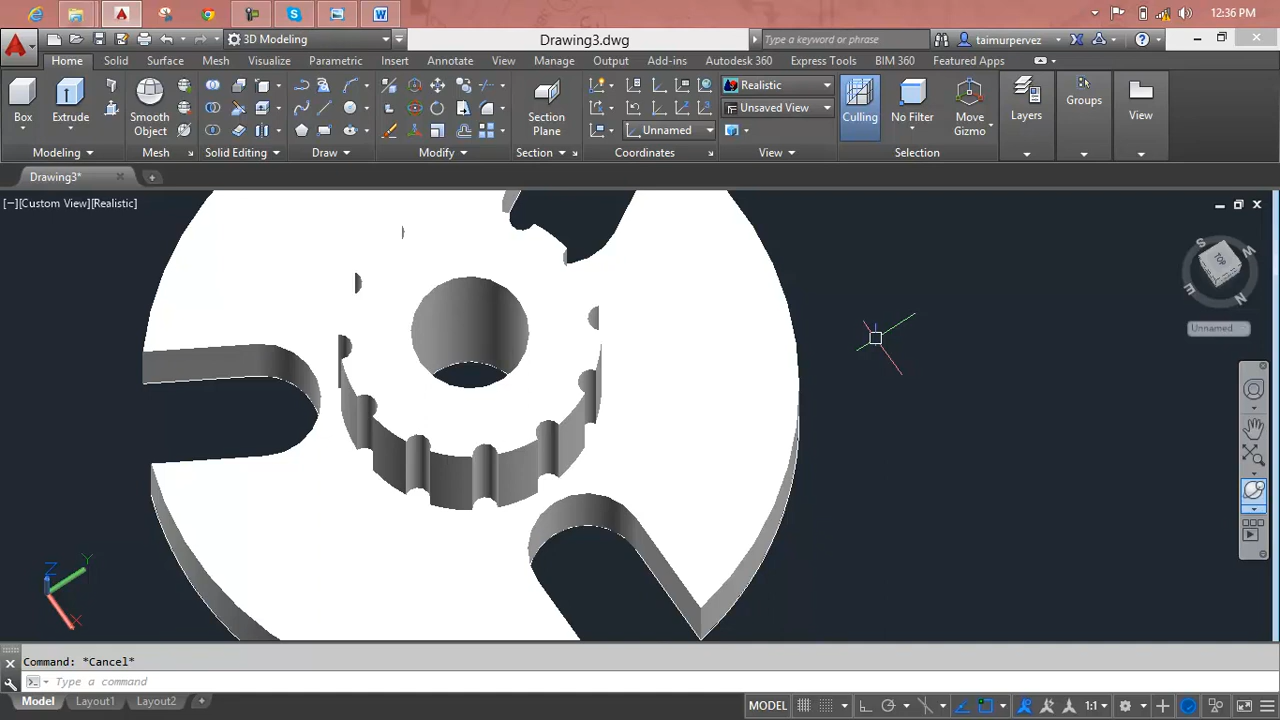 12:36 PM
3D Modeling
Drawing3.dwg
Type a keyword or phrase
taimurpervez
Home Solid Surface Mesh Visualize Parametric Insert Annotate View Manage Output Add-ins Autodesk 360 Express Tools BIM 360 Featured Apps
Box
Extrude
Smooth Object
Section Plane
Realistic
Unsaved View
Unnamed
Culling
No Filter
Move Gizmo
Layers
Groups
View
Modeling Mesh Solid Editing Draw Modify Section Coordinates View Selection
Drawing3*
[−][Custom View][Realistic]
S W TOP E N
Unnamed
Z Y X
Command: *Cancel*
Type a command
Model Layout1 Layout2
MODEL 1:1